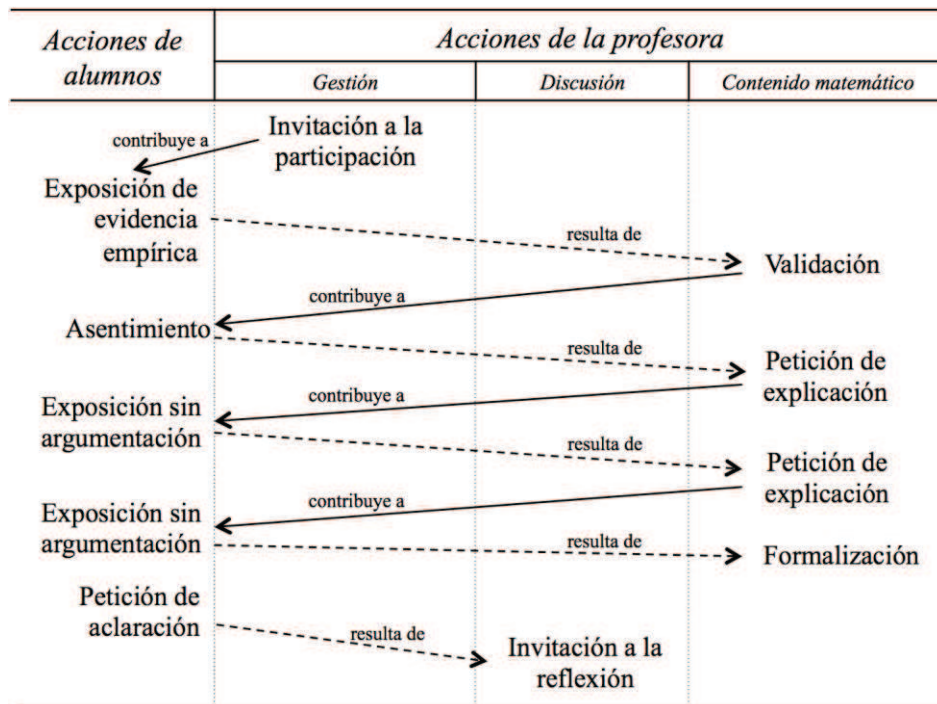 Acciones de
alumnos
Acciones de la profesora
Gestión
Discusión
Contenido matemático
contribuye a
Invitación a la
participación
Exposición de
evidencia
empírica
resulta de
Validación
contribuye a
Asentimiento
resulta de
Petición de
explicación
contribuye a
Exposición sin
argumentación
resulta de
Petición de
explicación
contribuye a
Exposición sin
argumentación
resulta de
Formalización
Petición de
aclaración
resulta de
Invitación a la
reflexión